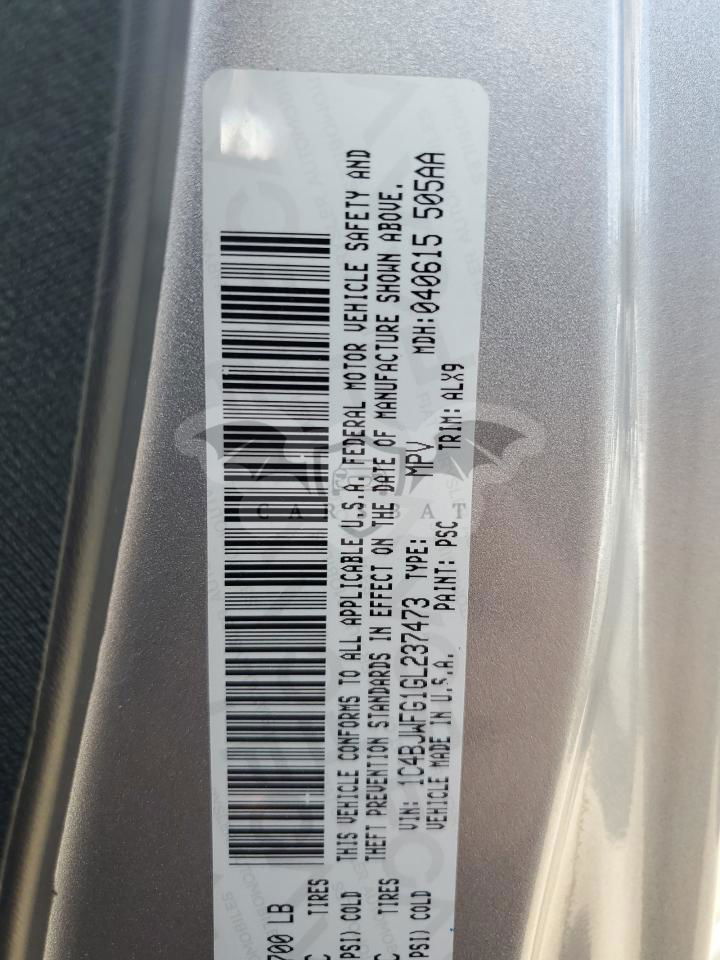 700 LB
C TIRES
(PSI) COLD
C TIRES
(PSI) COLD
THIS VEHICLE CONFORMS TO ALL APPLICABLE U.S.A. FEDERAL MOTOR VEHICLE SAFETY AND
THEFT PREVENTION STANDARDS IN EFFECT ON THE DATE OF MANUFACTURE SHOWN ABOVE.
VIN: 1C4BJWFG1GL237473 TYPE: MPV MDH:040615 505AA
VEHICLE MADE IN U.S.A. PAINT: PSC TRIM: ALX9
CARSBAT